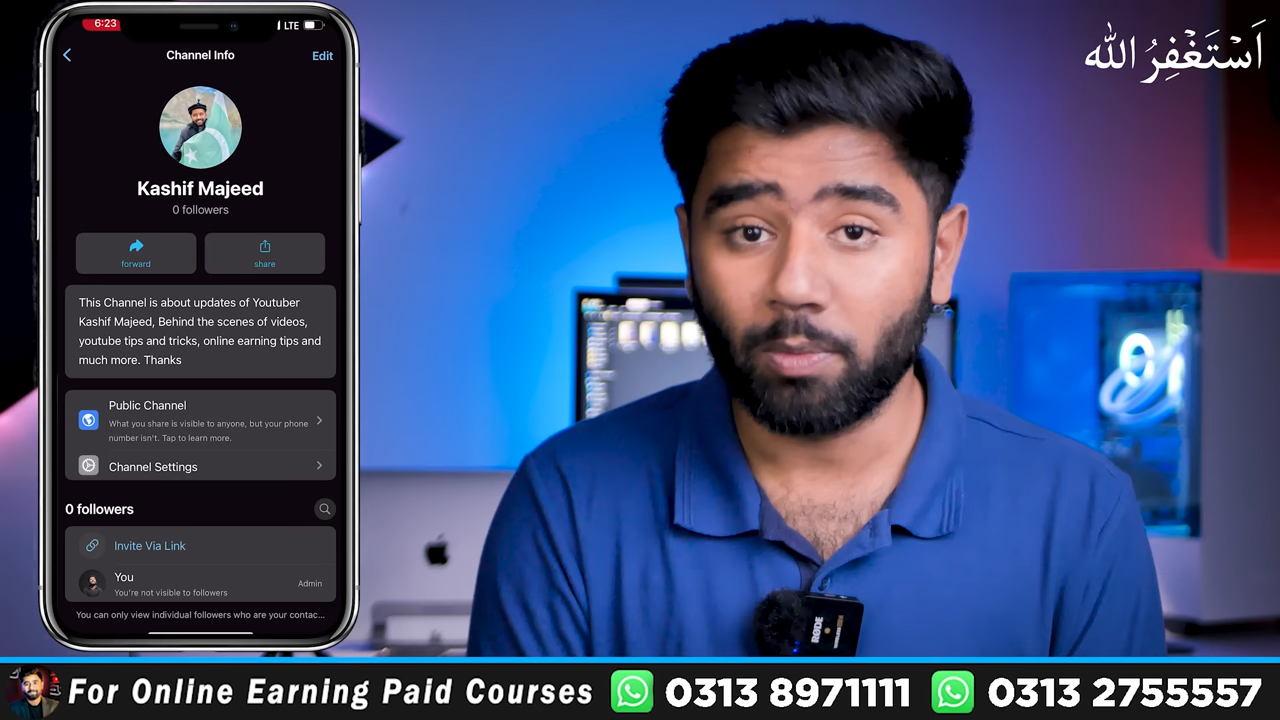 6:23
LTE
Channel Info
Edit
Kashif Majeed
0 followers
forward
share
This Channel is about updates of Youtuber
Kashif Majeed, Behind the scenes of videos,
youtube tips and tricks, online earning tips and
much more. Thanks
Public Channel
What you share is visible to anyone, but your phone
number isn't. Tap to learn more.
Channel Settings
0 followers
Invite Via Link
You
Admin
You're not visible to followers
You can only view individual followers who are your contac...
اَسْتَغْفِرُ اللّٰه
RØDE
For Online Earning Paid Courses
0313 8971111
0313 2755557